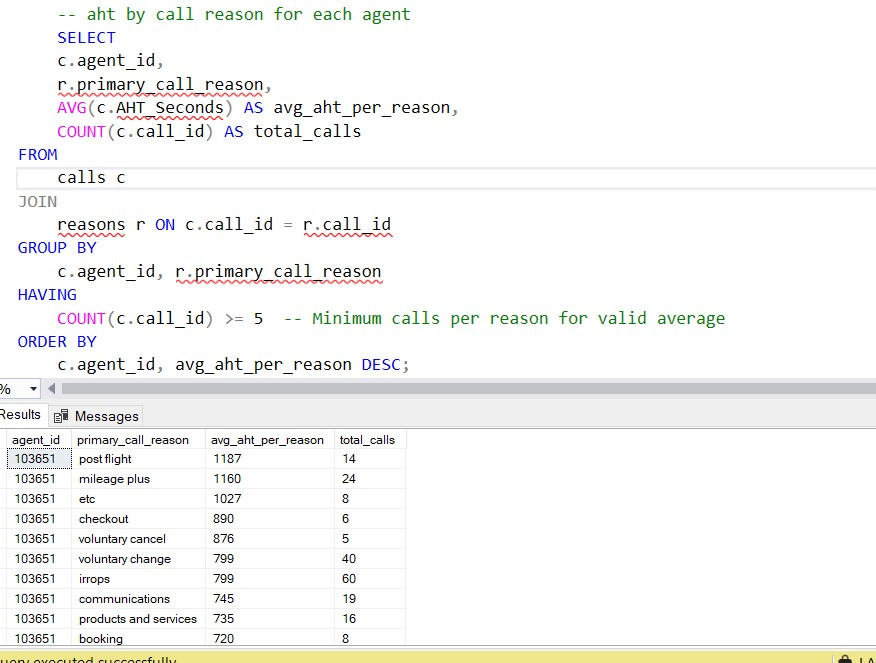 -- aht by call reason for each agent
SELECT
c.agent_id,
r.primary_call_reason,
AVG(c.AHT_Seconds) AS avg_aht_per_reason,
COUNT(c.call_id) AS total_calls
FROM
calls c
JOIN
reasons r ON c.call_id = r.call_id
GROUP BY
c.agent_id, r.primary_call_reason
HAVING
COUNT(c.call_id) >= 5 -- Minimum calls per reason for valid average
ORDER BY
c.agent_id, avg_aht_per_reason DESC;
%
Results Messages
agent_id primary_call_reason avg_aht_per_reason total_calls
103651 post flight 1187 14
103651 mileage plus 1160 24
103651 etc 1027 8
103651 checkout 890 6
103651 voluntary cancel 876 5
103651 voluntary change 799 40
103651 irrops 799 60
103651 communications 745 19
103651 products and services 735 16
103651 booking 720 8
executed successfully